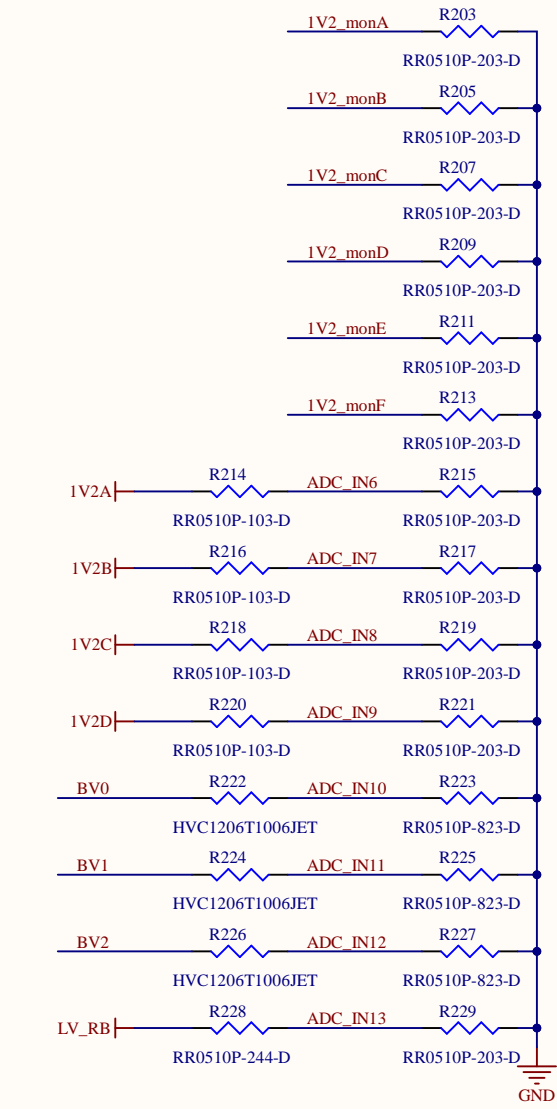 R203
1V2_monA
RR0510P-203-D
R205
1V2_monB
RR0510P-203-D
R207
1V2_monC
RR0510P-203-D
R209
1V2_monD
RR0510P-203-D
R211
1V2_monE
RR0510P-203-D
R213
1V2_monF
RR0510P-203-D
R214 R215
1V2A ADC_IN6
RR0510P-103-D RR0510P-203-D
R216 R217
1V2B ADC_IN7
RR0510P-103-D RR0510P-203-D
R218 R219
1V2C ADC_IN8
RR0510P-103-D RR0510P-203-D
R220 R221
1V2D ADC_IN9
RR0510P-103-D RR0510P-203-D
R222 R223
BV0 ADC_IN10
HVC1206T1006JET RR0510P-823-D
R224 R225
BV1 ADC_IN11
HVC1206T1006JET RR0510P-823-D
R226 R227
BV2 ADC_IN12
HVC1206T1006JET RR0510P-823-D
R228 R229
LV_RB ADC_IN13
RR0510P-244-D RR0510P-203-D
GND